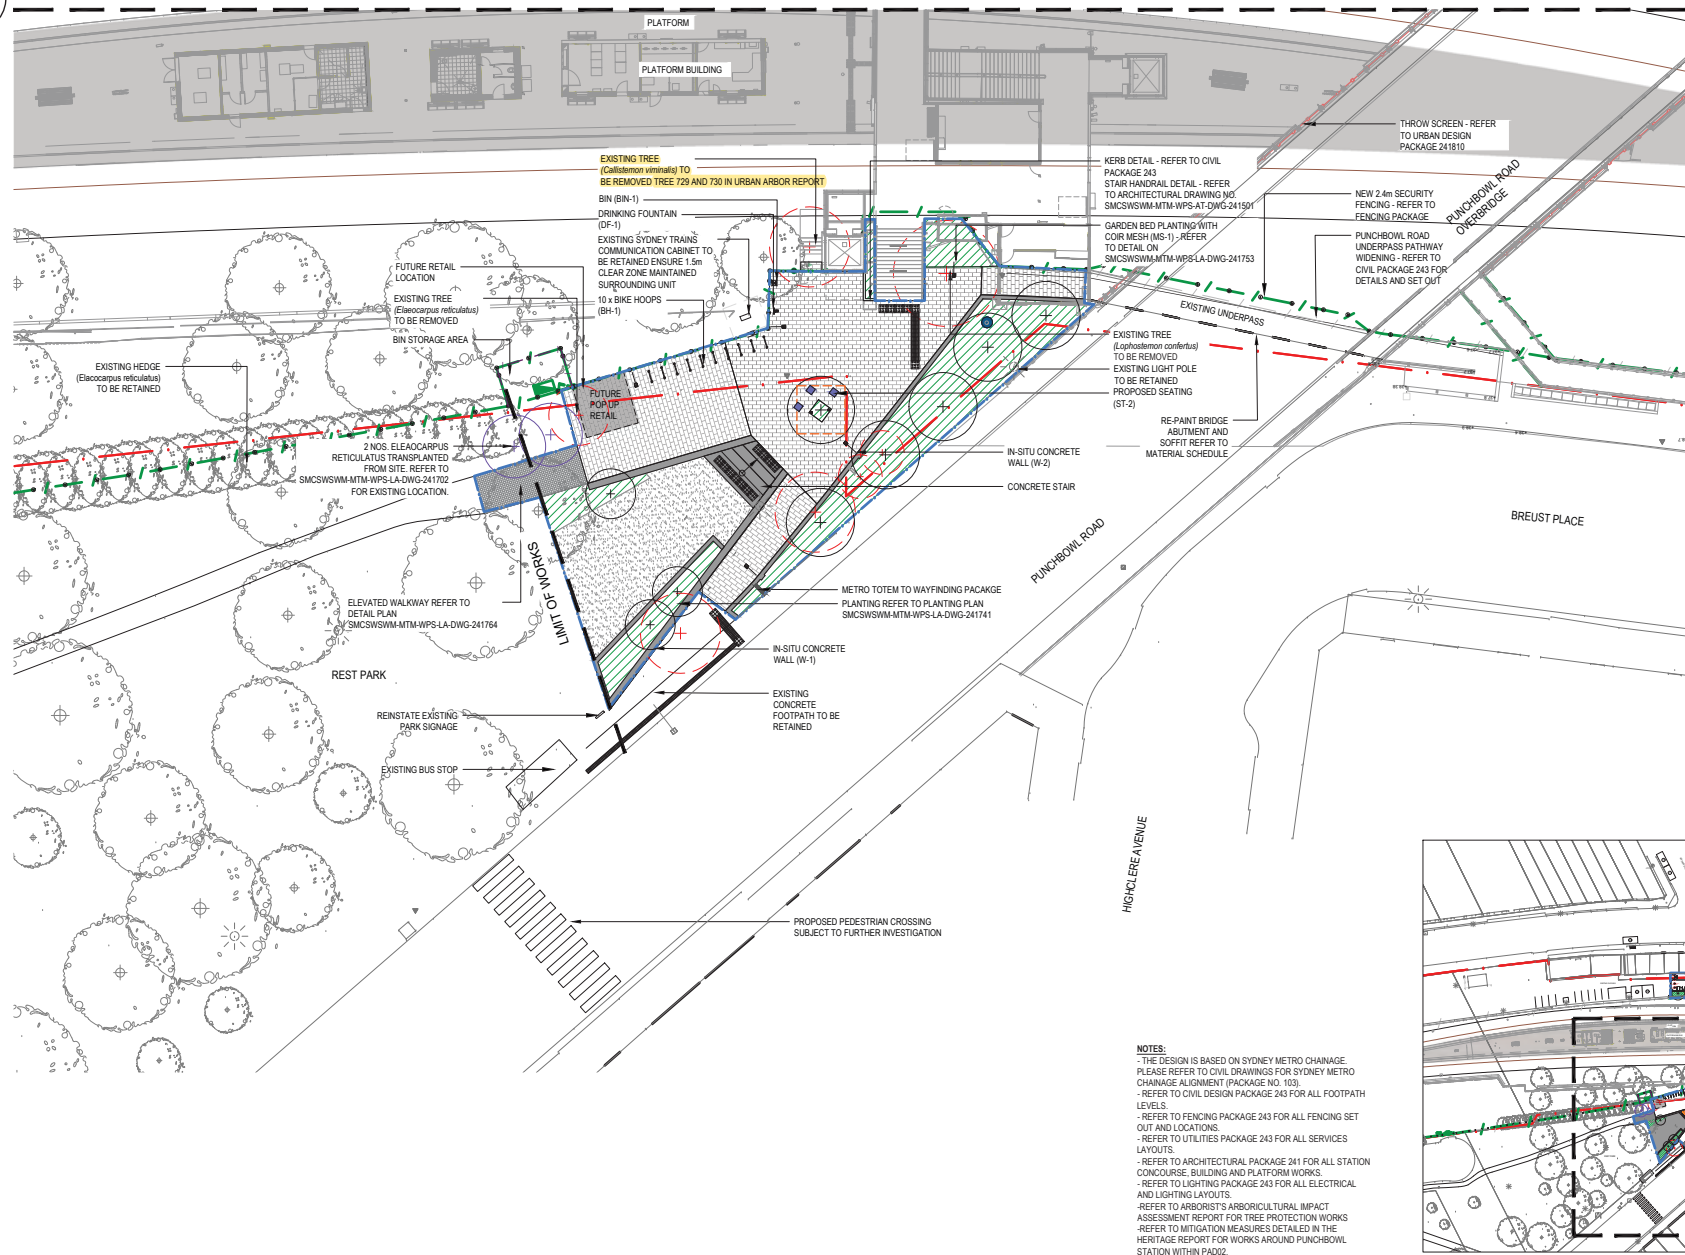 PLATFORM
PLATFORM BUILDING
THROW SCREEN - REFER
TO URBAN DESIGN
PACKAGE 241810
EXISTING TREE
(Callistemon viminalis) TO
BE REMOVED TREE 729 AND 730 IN URBAN ARBOR REPORT
BIN (BIN-1)
DRINKING FOUNTAIN
(DF-1)
EXISTING SYDNEY TRAINS
COMMUNICATION CABINET TO
BE RETAINED ENSURE 1.5m
CLEAR ZONE MAINTAINED
SURROUNDING UNIT
10 x BIKE HOOPS
(BH-1)
KERB DETAIL - REFER TO CIVIL
PACKAGE 243
STAIR HANDRAIL DETAIL - REFER
TO ARCHITECTURAL DRAWING NO.
SMCSWSWM-MTM-WPS-AT-DWG-241501
GARDEN BED PLANTING WITH
COIR MESH (MS-1) - REFER
TO DETAIL ON
SMCSWSWM-MTM-WPS-LA-DWG-241753
NEW 2.4m SECURITY
FENCING - REFER TO
FENCING PACKAGE
PUNCHBOWL ROAD
UNDERPASS PATHWAY
WIDENING - REFER TO
CIVIL PACKAGE 243 FOR
DETAILS AND SET OUT
PUNCHBOWL ROAD
OVERBRIDGE
FUTURE RETAIL
LOCATION
EXISTING TREE
(Elaeocarpus reticulatus)
TO BE REMOVED
BIN STORAGE AREA
EXISTING HEDGE
(Elacocarpus reticulatus)
TO BE RETAINED
FUTURE
POP UP
RETAIL
EXISTING UNDERPASS
EXISTING TREE
(Lophostemon confertus)
TO BE REMOVED
EXISTING LIGHT POLE
TO BE RETAINED
PROPOSED SEATING
(ST-2)
RE-PAINT BRIDGE
ABUTMENT AND
SOFFIT REFER TO
MATERIAL SCHEDULE
2 NOS. ELEAOCARPUS
RETICULATUS TRANSPLANTED
FROM SITE. REFER TO
SMCSWSWM-MTM-WPS-LA-DWG-241702
FOR EXISTING LOCATION.
IN-SITU CONCRETE
WALL (W-2)
CONCRETE STAIR
BREUST PLACE
PUNCHBOWL ROAD
LIMIT OF WORKS
ELEVATED WALKWAY REFER TO
DETAIL PLAN
SMCSWSWM-MTM-WPS-LA-DWG-241764
METRO TOTEM TO WAYFINDING PACAKGE
PLANTING REFER TO PLANTING PLAN
SMCSWSWM-MTM-WPS-LA-DWG-241741
REST PARK
IN-SITU CONCRETE
WALL (W-1)
EXISTING
CONCRETE
FOOTPATH TO BE
RETAINED
REINSTATE EXISTING
PARK SIGNAGE
EXISTING BUS STOP
HIGHCLERE AVENUE
PROPOSED PEDESTRIAN CROSSING
SUBJECT TO FURTHER INVESTIGATION
NOTES:
- THE DESIGN IS BASED ON SYDNEY METRO CHAINAGE.
PLEASE REFER TO CIVIL DRAWINGS FOR SYDNEY METRO
CHAINAGE ALIGNMENT (PACKAGE NO. 103).
- REFER TO CIVIL DESIGN PACKAGE 243 FOR ALL FOOTPATH
LEVELS.
- REFER TO FENCING PACKAGE 243 FOR ALL FENCING SET
OUT AND LOCATIONS.
- REFER TO UTILITIES PACKAGE 243 FOR ALL SERVICES
LAYOUTS.
- REFER TO ARCHITECTURAL PACKAGE 241 FOR ALL STATION
CONCOURSE, BUILDING AND PLATFORM WORKS.
- REFER TO LIGHTING PACKAGE 243 FOR ALL ELECTRICAL
AND LIGHTING LAYOUTS.
-REFER TO ARBORIST'S ARBORICULTURAL IMPACT
ASSESSMENT REPORT FOR TREE PROTECTION WORKS
-REFER TO MITIGATION MEASURES DETAILED IN THE
HERITAGE REPORT FOR WORKS AROUND PUNCHBOWL
STATION WITHIN PAD02.